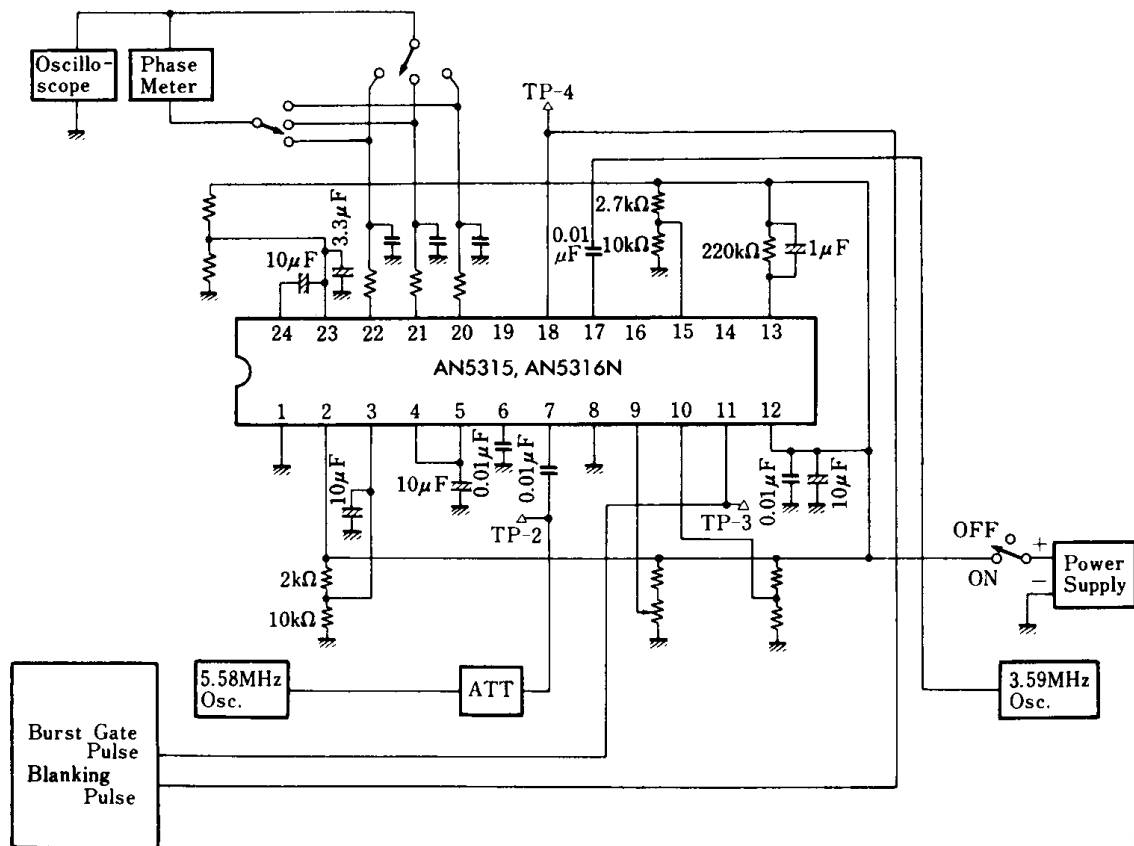 Oscillo-
scope
Phase
Meter
TP-4
3.3μF
10μF
0.01
μF
2.7kΩ
10kΩ
220kΩ
1μF
24 23 22 21 20 19 18 17 16 15 14 13
AN5315, AN5316N
1 2 3 4 5 6 7 8 9 10 11 12
10μF
10μF
0.01μF
0.01μF
0.01μF
10μF
TP-2
TP-3
OFF
ON
+
−
Power
Supply
2kΩ
10kΩ
5.58MHz
Osc.
ATT
3.59MHz
Osc.
Burst Gate
Pulse
Blanking
Pulse